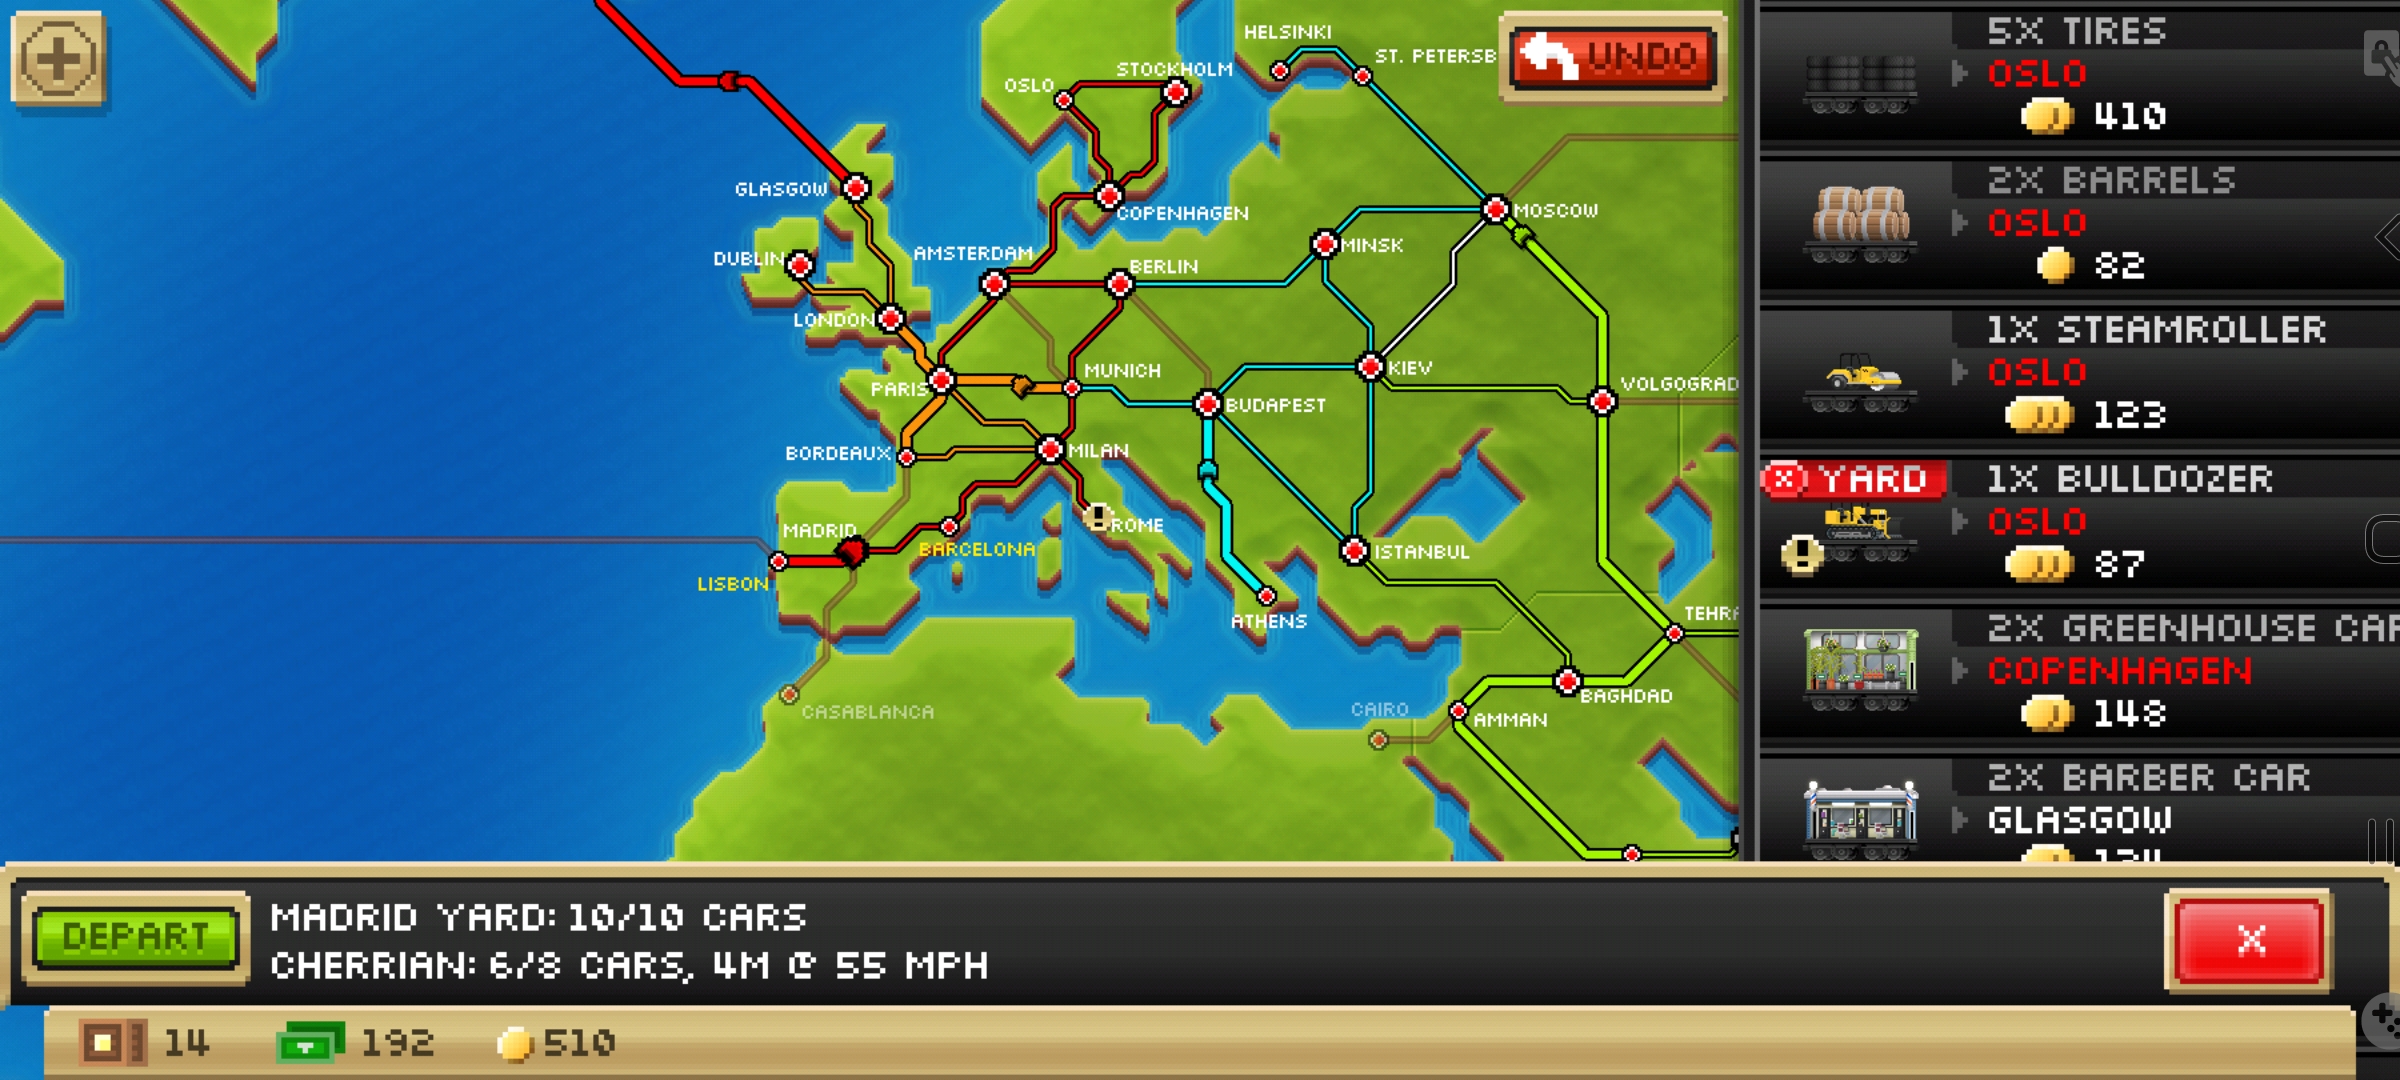 HELSINKI
ST. PETERSB
UNDO
STOCKHOLM
OSLO
GLASGOW
COPENHAGEN
MOSCOW
MINSK
DUBLIN
AMSTERDAM
BERLIN
LONDON
PARIS
MUNICH
KIEV
VOLGOGRAD
BUDAPEST
BORDEAUX
MILAN
MADRID
ROME
BARCELONA
ISTANBUL
LISBON
ATHENS
TEHRA
CASABLANCA
CAIRO
AMMAN
BAGHDAD
5X TIRES
OSLO
410
2X BARRELS
OSLO
82
1X STEAMROLLER
OSLO
123
X YARD
1X BULLDOZER
OSLO
87
2X GREENHOUSE CAR
COPENHAGEN
148
2X BARBER CAR
GLASGOW
DEPART
MADRID YARD: 10/10 CARS
CHERRIAN: 6/8 CARS, 4M @ 55 MPH
X
14
192
510